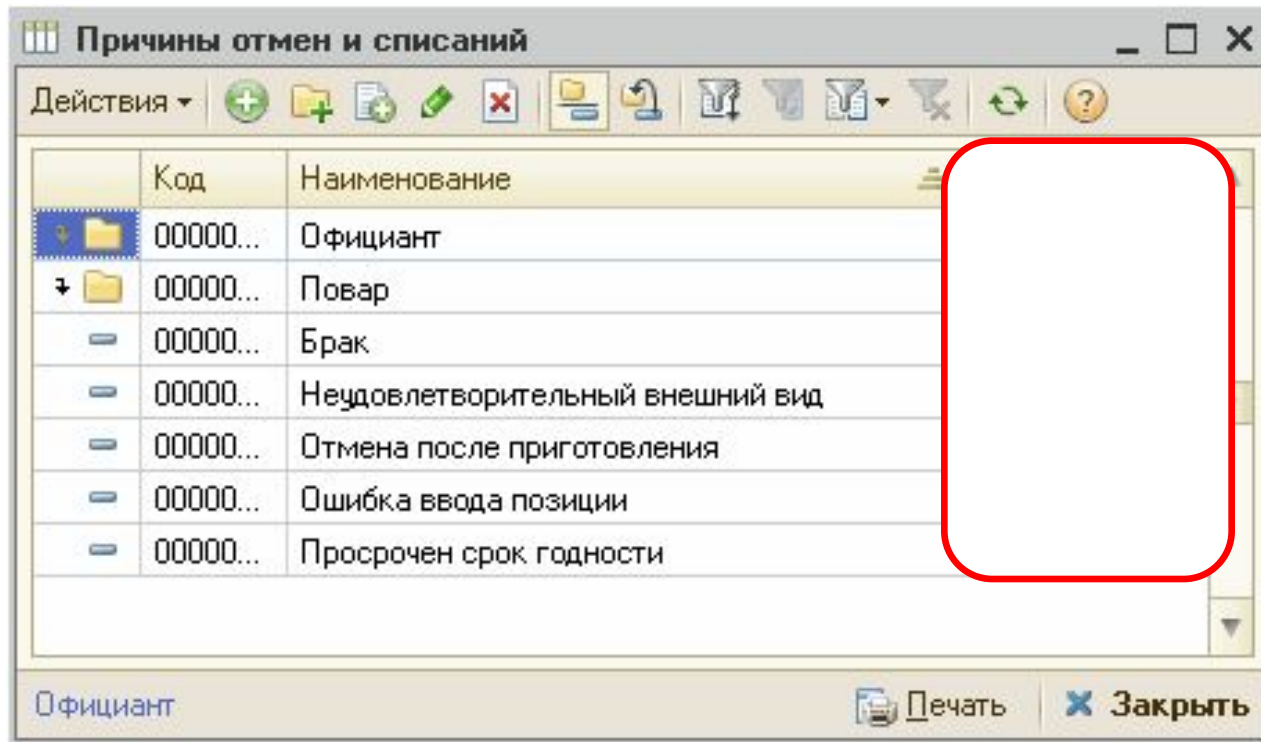 Причины отмен и списаний
Действия
Код Наименование
00000... Официант
00000... Повар
00000... Брак
00000... Неудовлетворительный внешний вид
00000... Отмена после приготовления
00000... Ошибка ввода позиции
00000... Просрочен срок годности
Официант Печать Закрыть